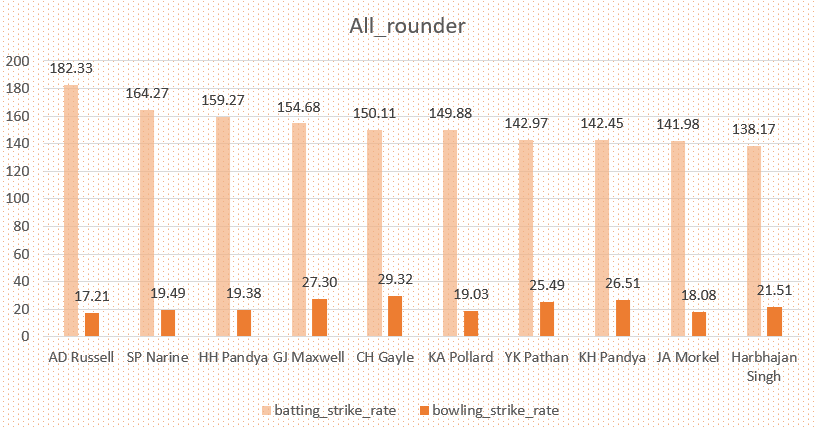 All_rounder
200
180
160
140
120
100
80
60
40
20
0
182.33
164.27
159.27
154.68
150.11
149.88
142.97
142.45
141.98
138.17
17.21
19.49
19.38
27.30
29.32
19.03
25.49
26.51
18.08
21.51
AD Russell
SP Narine
HH Pandya
GJ Maxwell
CH Gayle
KA Pollard
YK Pathan
KH Pandya
JA Morkel
Harbhajan
Singh
batting_strike_rate
bowling_strike_rate